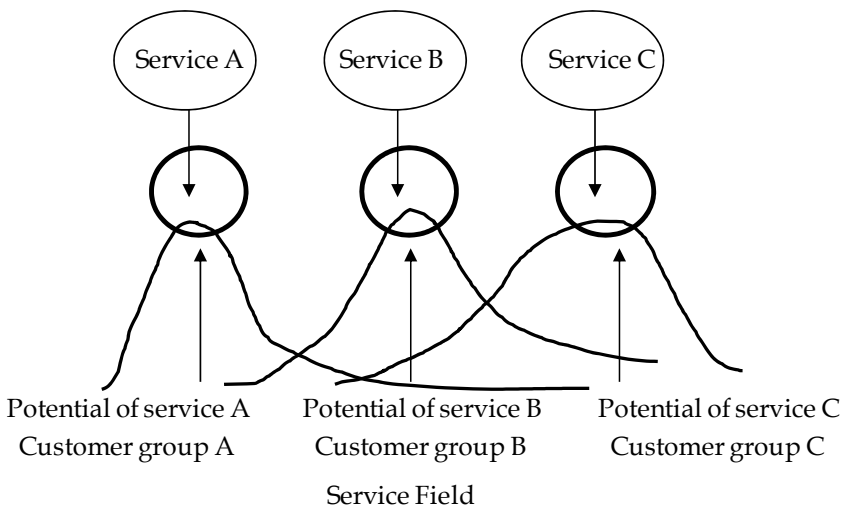 Service A
Service B
Service C
Potential of service A
Customer group A
Potential of service B
Customer group B
Potential of service C
Customer group C
Service Field